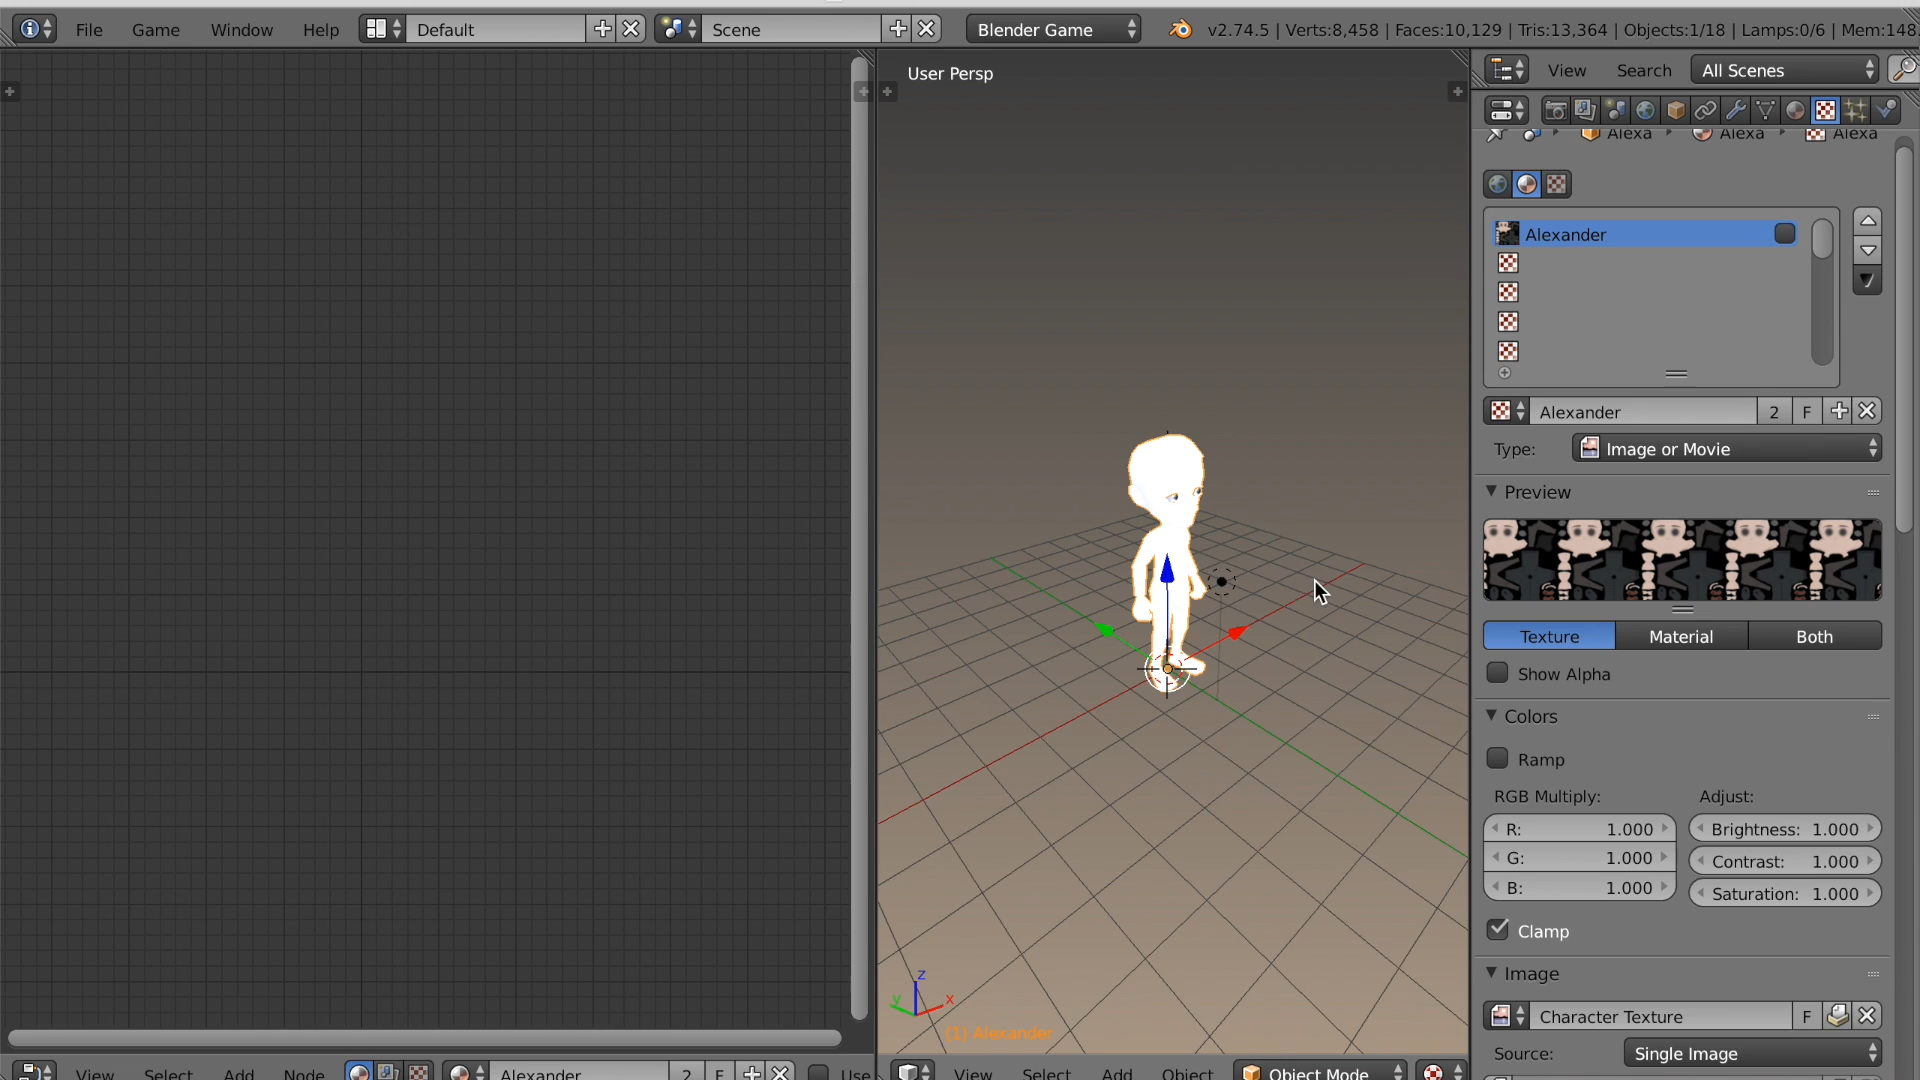 File Game Window Help Default Scene Blender Game v2.74.5 | Verts:8,458 | Faces:10,129 | Tris:13,364 | Objects:1/18 | Lamps:0/6 | Mem:148.
User Persp
View Search All Scenes
Alexa Alexa Alexa
Alexander
Alexander 2 F
Type: Image or Movie
Preview
Texture Material Both
Show Alpha
Colors
Ramp
RGB Multiply: Adjust:
R: 1.000 Brightness: 1.000
G: 1.000 Contrast: 1.000
B: 1.000 Saturation: 1.000
Clamp
Image
Character Texture F
Source: Single Image
z
y x
(1) Alexander
View Select Add Node Alexander 2 F Use
View Select Add Object Object Mode